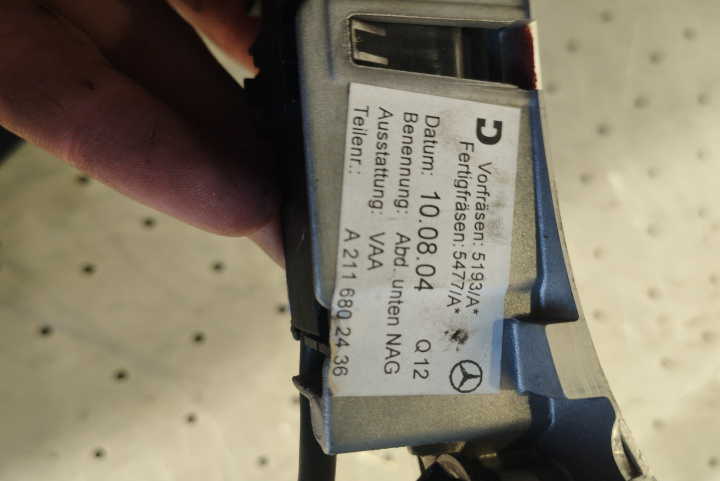 Vorfräsen: 5193/A*
Fertigfräsen: 5477/A*
Datum: 10.08.04 Q 12
Benennung: Abd. unten NAG
Ausstattung: VAA
Teilenr.: A 211 680 24 36